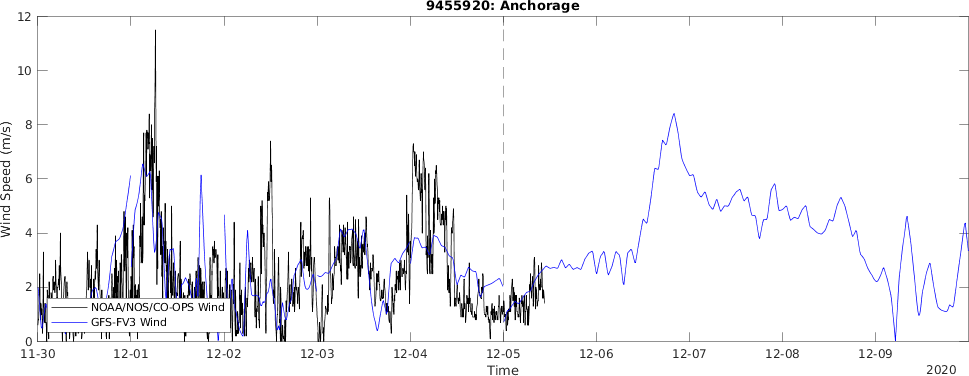 9455920: Anchorage
12
10
8
6
4
2
0
Wind Speed (m/s)
NOAA/NOS/CO-OPS Wind
GFS-FV3 Wind
11-30 12-01 12-02 12-03 12-04 12-05 12-06 12-07 12-08 12-09
Time
2020